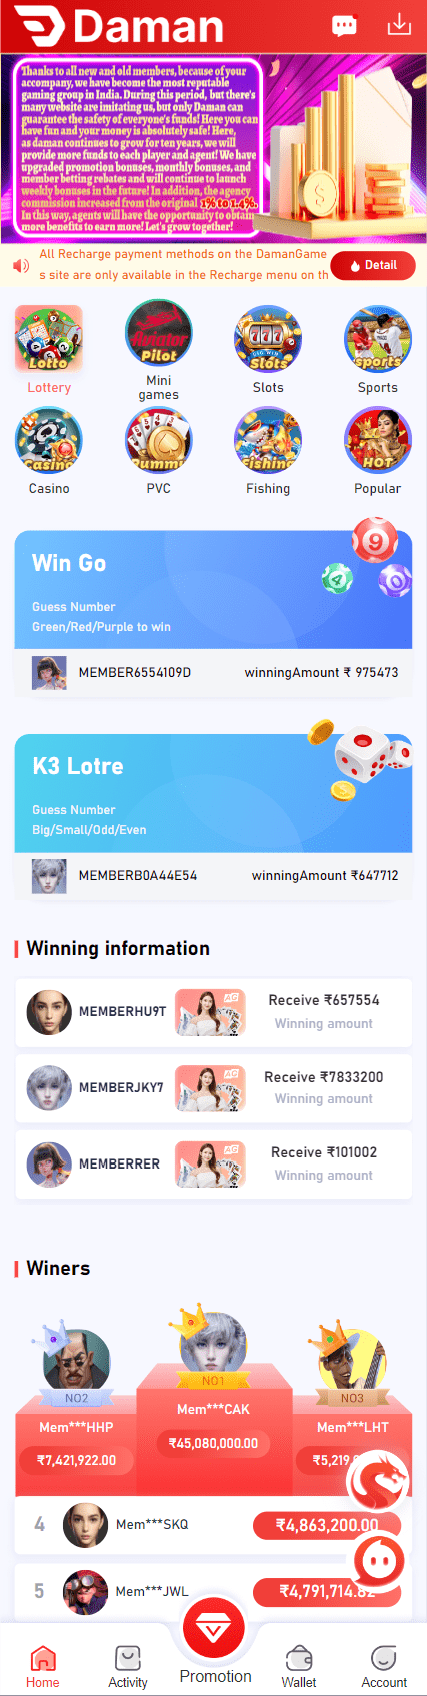 Daman
Thanks to all new and old members, because of your
accompany, we have become the most reputable
gaming group in India. During this period, but there's
many website are imitating us, but only Daman can
guarantee the safety of everyone's funds! Here you can
have fun and your money is absolutely safe! Here,
as daman continues to grow for ten years, we will
provide more funds to each player and agent! We have
upgraded promotion bonuses, monthly bonuses, and
member betting rebates and will continue to launch
weekly bonuses in the future! In addition, the agency
commission increased from the original 1% to 1.4%.
In this way, agents will have the opportunity to obtain
more benefits to earn more! Let's grow together!
All Recharge payment methods on the DamanGame
s site are only available in the Recharge menu on th
Detail
Lotto
Aviator
Pilot
Slots
Sports
Lottery
Mini
games
Slots
Sports
Casino
Rummy
Fishing
HOT
Casino
PVC
Fishing
Popular
9
4
0
Win Go
Guess Number
Green/Red/Purple to win
MEMBER6554109D
winningAmount ₹ 975473
K3 Lotre
Guess Number
Big/Small/Odd/Even
MEMBERB0A44E54
winningAmount ₹647712
Winning information
MEMBERHU9T
AG
Receive ₹657554
Winning amount
MEMBERJKY7
AG
Receive ₹7833200
Winning amount
MEMBERRER
AG
Receive ₹101002
Winning amount
Winers
NO2
NO1
NO3
Mem***HHP
Mem***CAK
Mem***LHT
₹7,421,922.00
₹45,080,000.00
₹5,219
4
Mem***SKQ
₹4,863,200.00
5
Mem***JWL
₹4,791,714.82
Home
Activity
Promotion
Wallet
Account